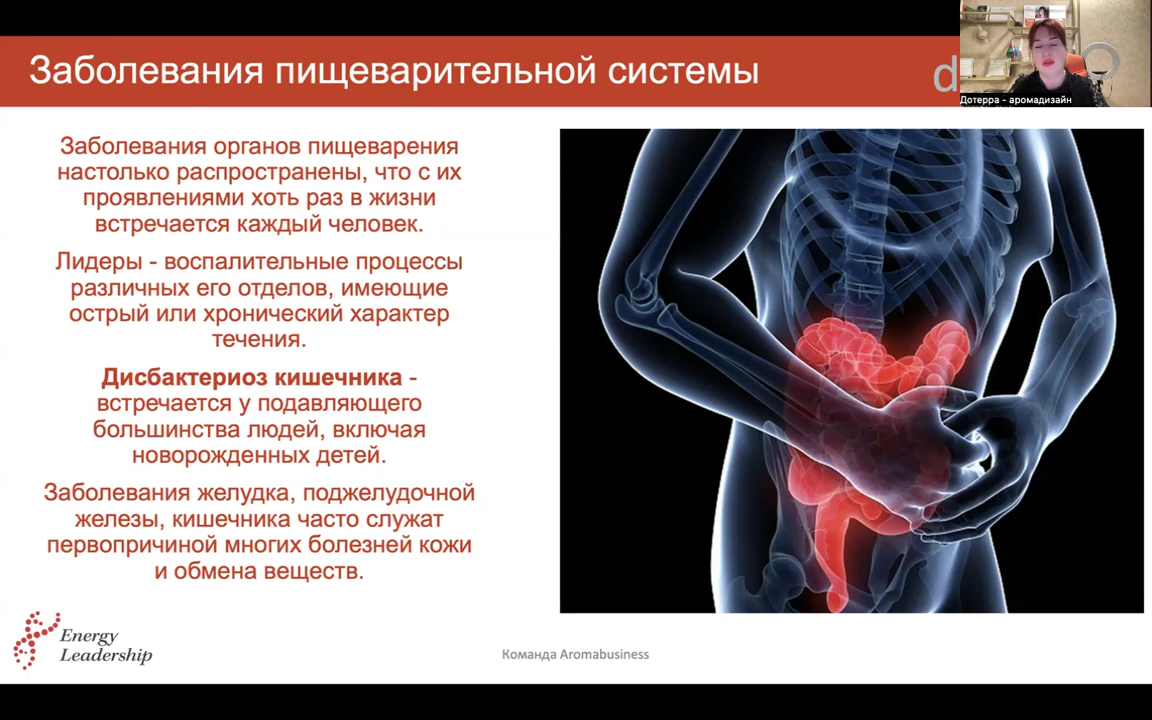 Заболевания пищеварительной системы
d
Дотерра - аромадизайн
Заболевания органов пищеварения
настолько распространены, что с их
проявлениями хоть раз в жизни
встречается каждый человек.
Лидеры - воспалительные процессы
различных его отделов, имеющие
острый или хронический характер
течения.
Дисбактериоз кишечника -
встречается у подавляющего
большинства людей, включая
новорожденных детей.
Заболевания желудка, поджелудочной
железы, кишечника часто служат
первопричиной многих болезней кожи
и обмена веществ.
Energy
Leadership
Команда Aromabusiness